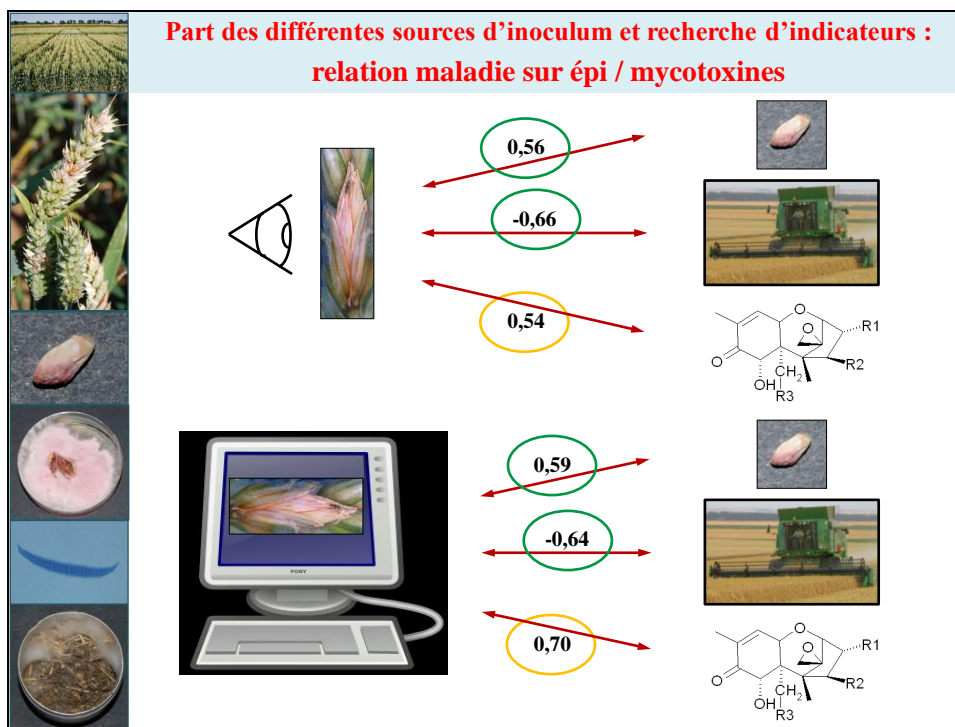 Part des différentes sources d'inoculum et recherche d'indicateurs :
relation maladie sur épi / mycotoxines
0,56
-0,66
0,54
O
O
R1
O
CH2
R2
OH
R3
0,59
-0,64
0,70
PONY
O
O
R1
O
CH2
R2
OH
R3